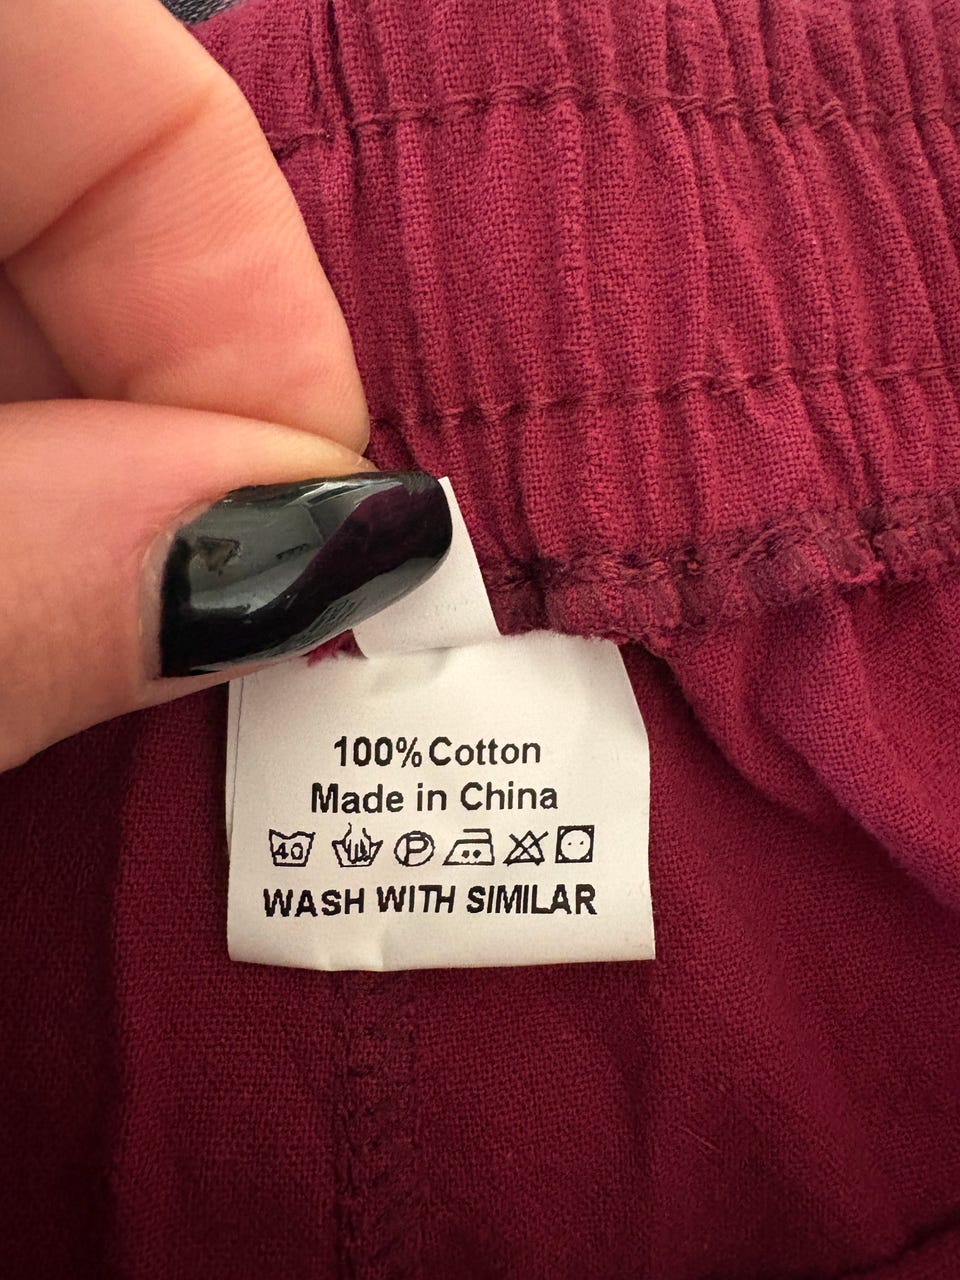 100% Cotton
Made in China
40 P
WASH WITH SIMILAR